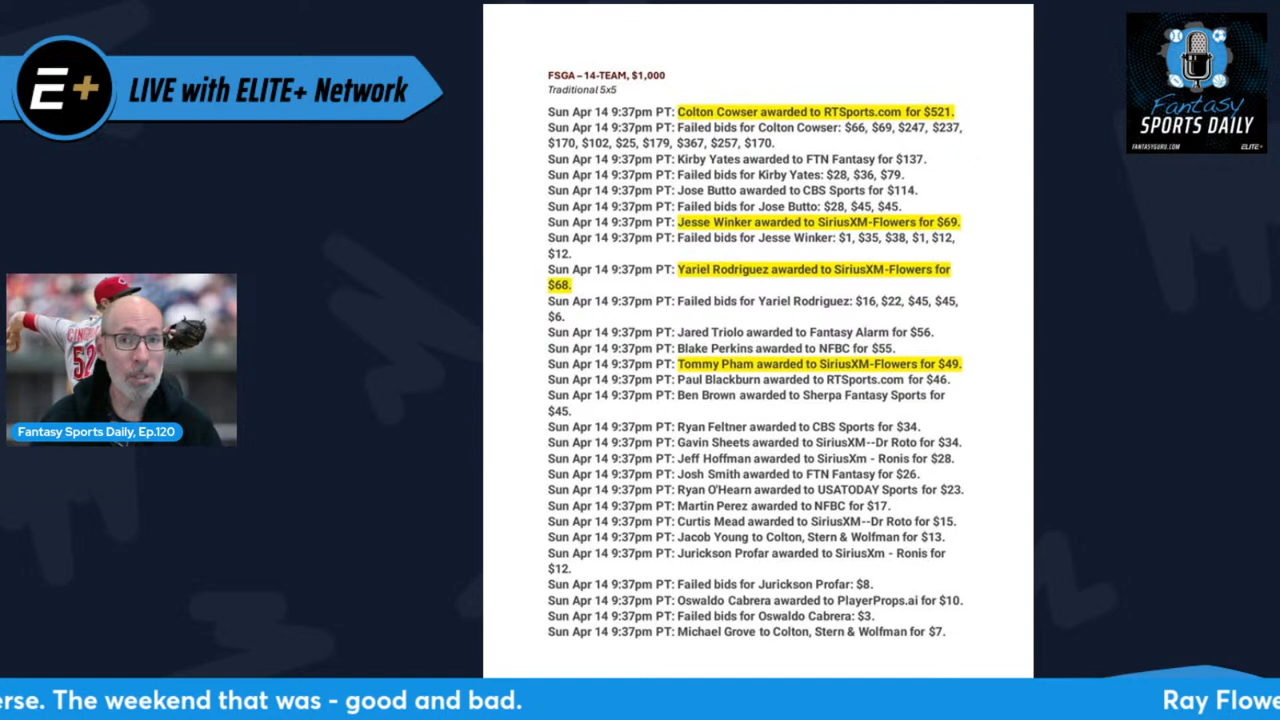 E+
LIVE with ELITE+ Network
Fantasy
SPORTS DAILY
FANTASYGURU.COM
ELITE+
FSGA – 14-TEAM, $1,000
Traditional 5x5
Sun Apr 14 9:37pm PT: Colton Cowser awarded to RTSports.com for $521.
Sun Apr 14 9:37pm PT: Failed bids for Colton Cowser: $66, $69, $247, $237,
$170, $102, $25, $179, $367, $257, $170.
Sun Apr 14 9:37pm PT: Kirby Yates awarded to FTN Fantasy for $137.
Sun Apr 14 9:37pm PT: Failed bids for Kirby Yates: $28, $36, $79.
Sun Apr 14 9:37pm PT: Jose Butto awarded to CBS Sports for $114.
Sun Apr 14 9:37pm PT: Failed bids for Jose Butto: $28, $45, $45.
Sun Apr 14 9:37pm PT: Jesse Winker awarded to SiriusXM-Flowers for $69.
Sun Apr 14 9:37pm PT: Failed bids for Jesse Winker: $1, $35, $38, $1, $12,
$12.
Sun Apr 14 9:37pm PT: Yariel Rodriguez awarded to SiriusXM-Flowers for
$68.
Sun Apr 14 9:37pm PT: Failed bids for Yariel Rodriguez: $16, $22, $45, $45,
$6.
Sun Apr 14 9:37pm PT: Jared Triolo awarded to Fantasy Alarm for $56.
Sun Apr 14 9:37pm PT: Blake Perkins awarded to NFBC for $55.
Sun Apr 14 9:37pm PT: Tommy Pham awarded to SiriusXM-Flowers for $49.
Sun Apr 14 9:37pm PT: Paul Blackburn awarded to RTSports.com for $46.
Sun Apr 14 9:37pm PT: Ben Brown awarded to Sherpa Fantasy Sports for
$45.
Sun Apr 14 9:37pm PT: Ryan Feltner awarded to CBS Sports for $34.
Sun Apr 14 9:37pm PT: Gavin Sheets awarded to SiriusXM--Dr Roto for $34.
Sun Apr 14 9:37pm PT: Jeff Hoffman awarded to SiriusXm - Ronis for $28.
Sun Apr 14 9:37pm PT: Josh Smith awarded to FTN Fantasy for $26.
Sun Apr 14 9:37pm PT: Ryan O'Hearn awarded to USATODAY Sports for $23.
Sun Apr 14 9:37pm PT: Martin Perez awarded to NFBC for $17.
Sun Apr 14 9:37pm PT: Curtis Mead awarded to SiriusXM--Dr Roto for $15.
Sun Apr 14 9:37pm PT: Jacob Young to Colton, Stern & Wolfman for $13.
Sun Apr 14 9:37pm PT: Jurickson Profar awarded to SiriusXm - Ronis for
$12.
Sun Apr 14 9:37pm PT: Failed bids for Jurickson Profar: $8.
Sun Apr 14 9:37pm PT: Oswaldo Cabrera awarded to PlayerProps.ai for $10.
Sun Apr 14 9:37pm PT: Failed bids for Oswaldo Cabrera: $3.
Sun Apr 14 9:37pm PT: Michael Grove to Colton, Stern & Wolfman for $7.
CINC
52
Fantasy Sports Daily, Ep.120
erse. The weekend that was - good and bad.
Ray Flowe